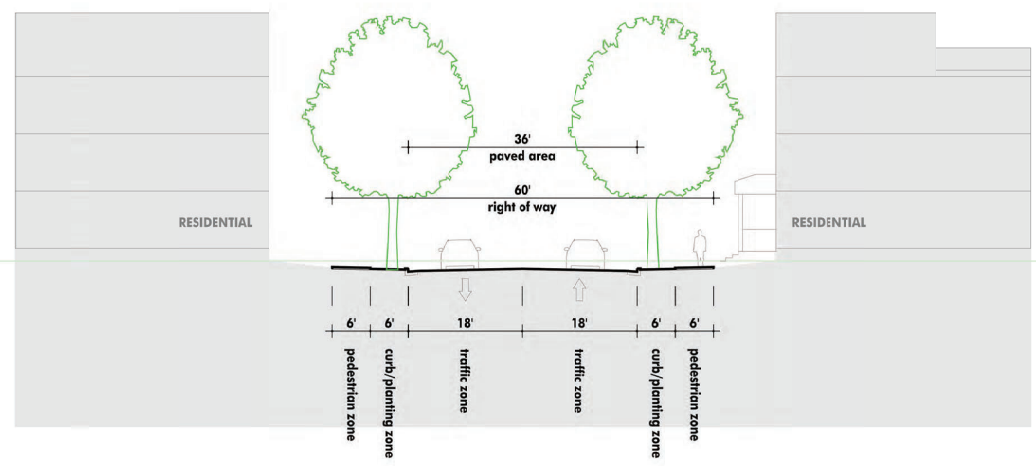 36'
paved area
60'
right of way
RESIDENTIAL
RESIDENTIAL
6'
6'
18'
18'
6'
6'
pedestrian zone
curb/planting zone
traffic zone
traffic zone
curb/planting zone
pedestrian zone